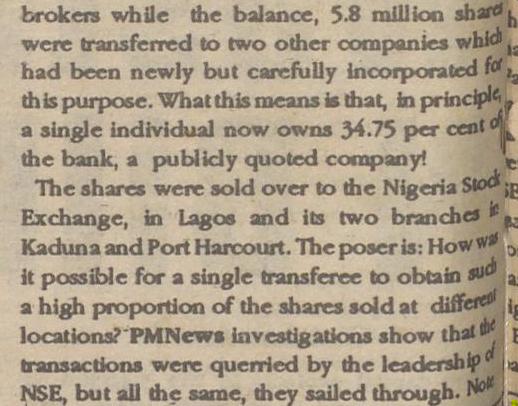 brokers while the balance, 5.8 million shares
were transferred to two other companies which
had been newly but carefully incorporated for
this purpose. What this means is that, in principle,
a single individual now owns 34.75 per cent of
the bank, a publicly quoted company!
The shares were sold over to the Nigeria Stock
Exchange, in Lagos and its two branches in
Kaduna and Port Harcourt. The poser is: How was
it possible for a single transferee to obtain such
a high proportion of the shares sold at different
locations? PMNews investigations show that the
transactions were querried by the leadership of
NSE, but all the same, they sailed through. Note